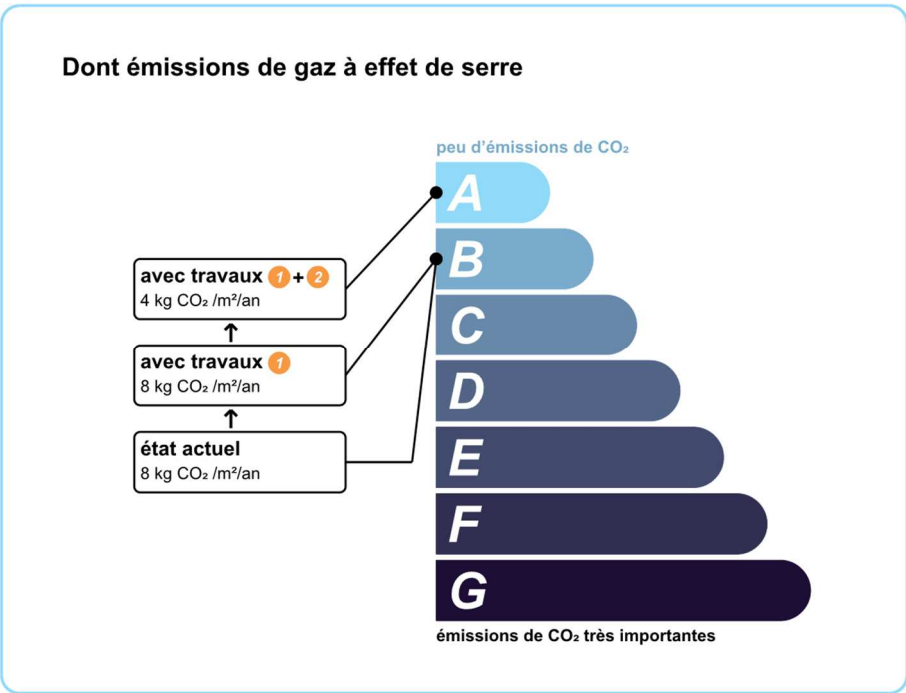 Dont émissions de gaz à effet de serre
peu d'émissions de CO₂
A
B
avec travaux 1 + 2
4 kg CO₂ /m²/an
C
avec travaux 1
8 kg CO₂ /m²/an
D
état actuel
8 kg CO₂ /m²/an
E
F
G
émissions de CO₂ très importantes